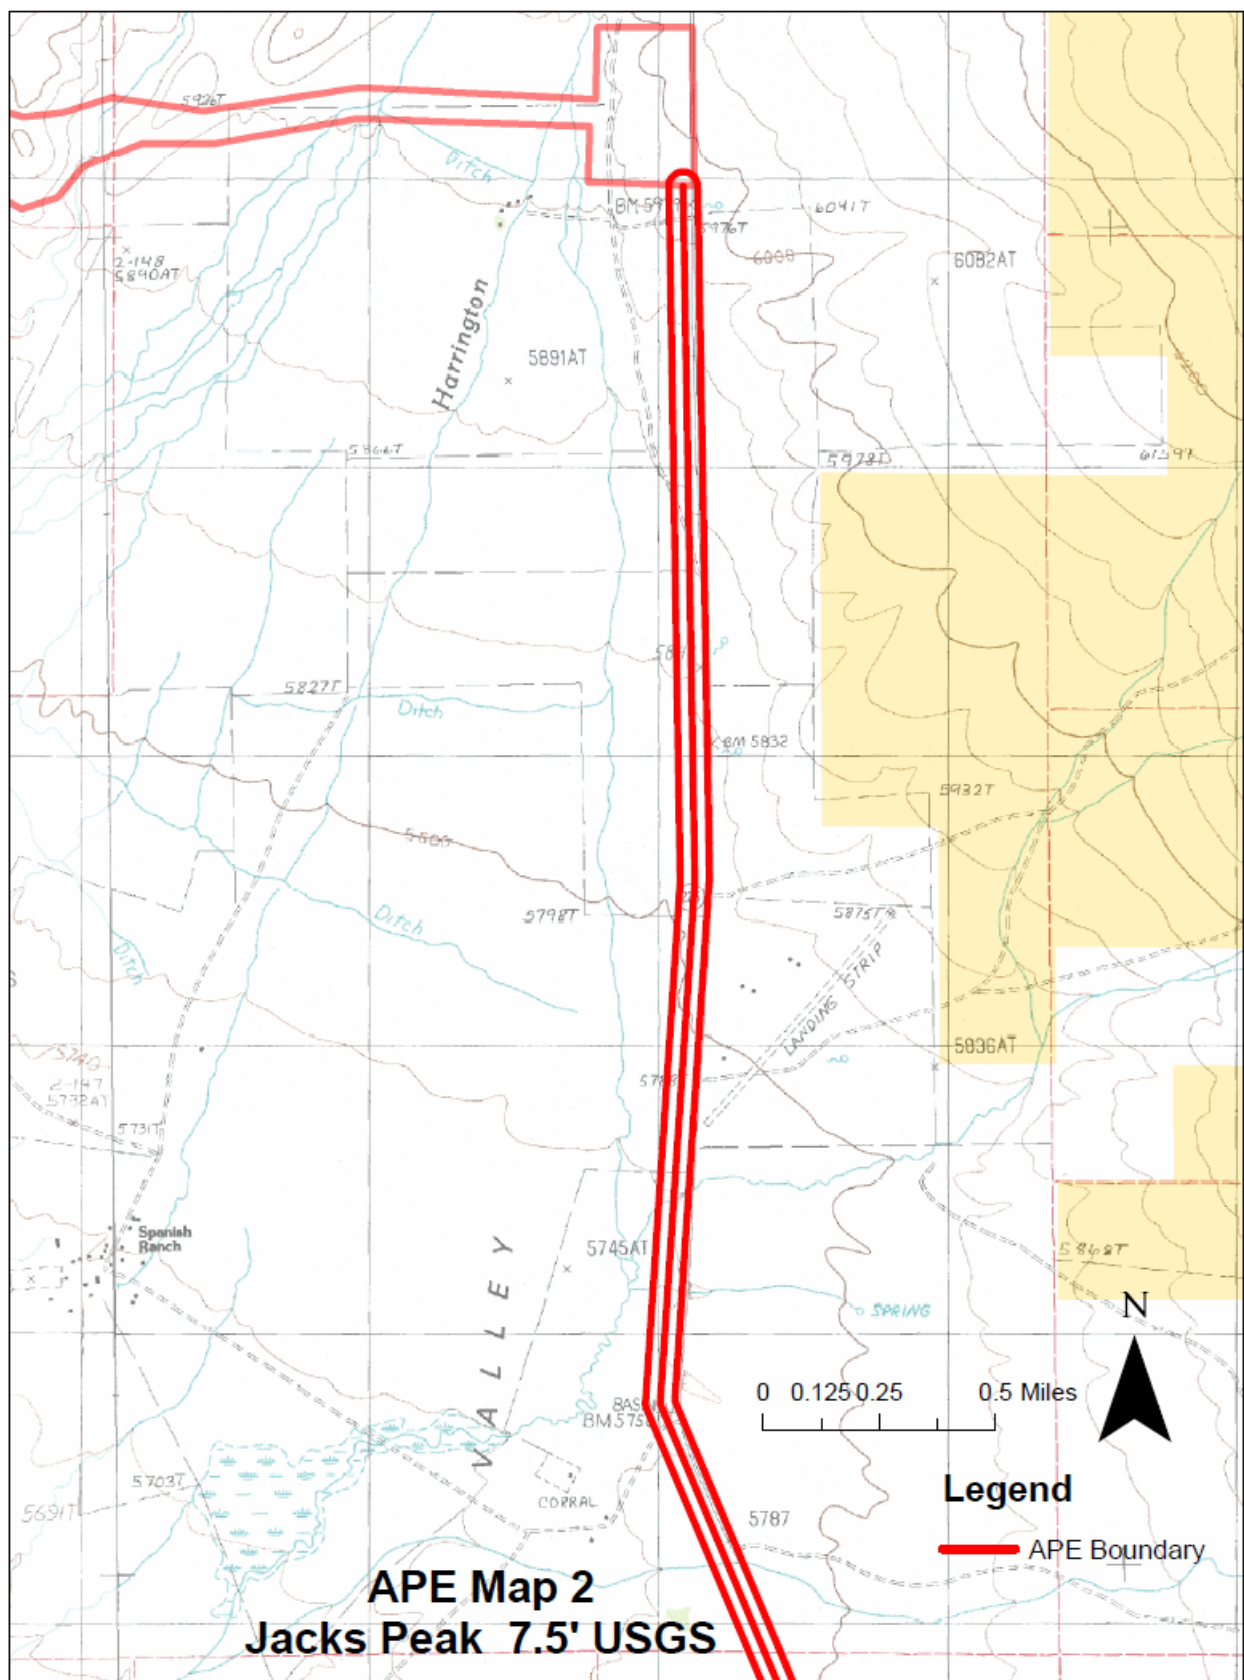 5926T
Ditch
BM 59
6041T
5976T
2-148
5890AT
6000
6082AT
Harrington
5891AT
6200
5866T
5978T
6139T
5827T
Ditch
BM 5832
5932T
5800
5798T
5875T
Ditch
Ditch
LANDING STRIP
5740
2-147
5732AT
5836AT
5731T
Spanish
Ranch
VALLEY
5745AT
5868T
SPRING
N
0 0.125 0.25 0.5 Miles
BM 575
5703T
5691T
CORRAL
5787
Legend
APE Boundary
APE Map 2
Jacks Peak 7.5' USGS